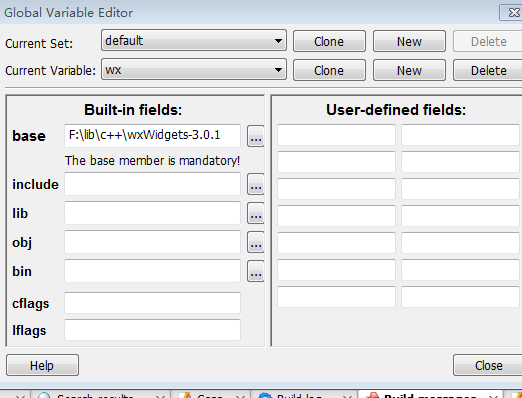 Global Variable Editor
Current Set: default Clone New Delete
Current Variable: wx Clone New Delete
Built-in fields: User-defined fields:
base F:\lib\c++\wxWidgets-3.0.1 ...
The base member is mandatory!
include ...
lib ...
obj ...
bin ...
cflags
lflags
Help Close
Search results Build log Build messages